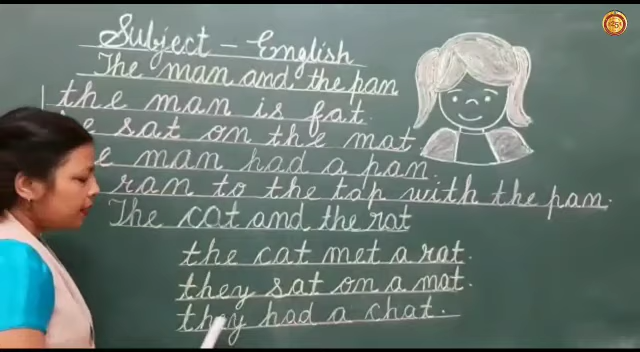 Subject - English
The man and the pan
the man is fat.
sat on the mat.
man had a pan.
ran to the tap with the pan.
The cat and the rat
the cat met a rat.
they sat on a mat.
they had a chat.